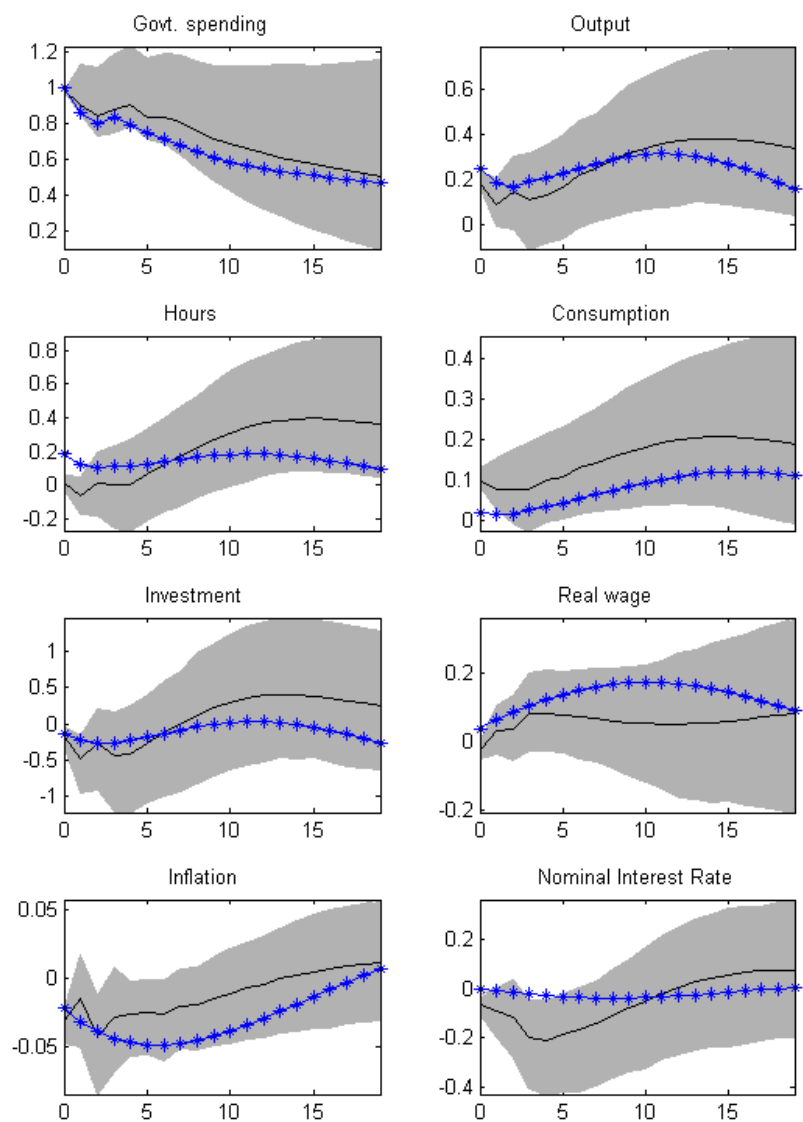 Govt. spending
1.2
1
0.8
0.6
0.4
0.2
0 5 10 15
Output
0.6
0.4
0.2
0
0 5 10 15
Hours
0.8
0.6
0.4
0.2
0
-0.2
0 5 10 15
Consumption
0.4
0.3
0.2
0.1
0
0 5 10 15
Investment
1
0.5
0
-0.5
-1
0 5 10 15
Real wage
0.2
0
-0.2
0 5 10 15
Inflation
0.05
0
-0.05
0 5 10 15
Nominal Interest Rate
0.2
0
-0.2
-0.4
0 5 10 15